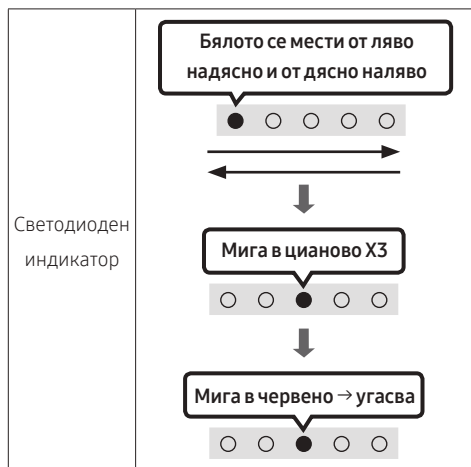 Бялото се мести от ляво
надясно и от дясно наляво
Светодиоден
индикатор
Мига в цианово X3
Мига в червено → угасва